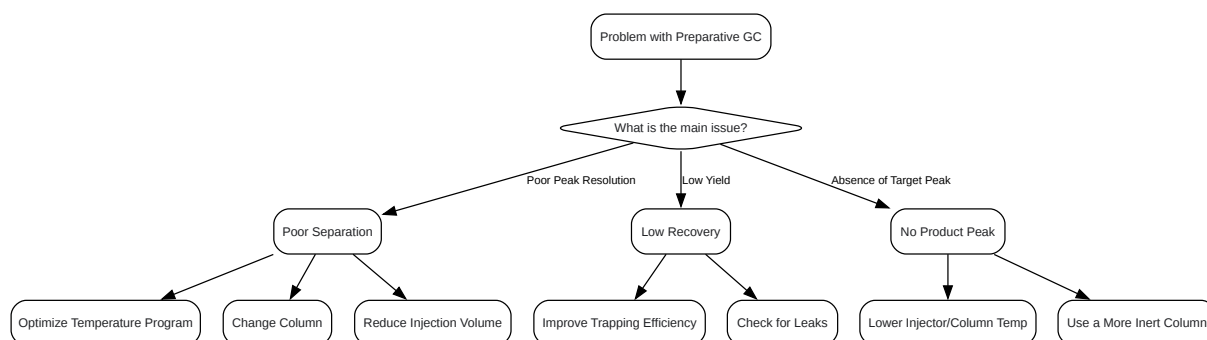 Problem with Preparative GC
What is the main issue?
Poor Peak Resolution
Low Yield
Absence of Target Peak
Poor Separation
Low Recovery
No Product Peak
Optimize Temperature Program
Change Column
Reduce Injection Volume
Improve Trapping Efficiency
Check for Leaks
Lower Injector/Column Temp
Use a More Inert Column